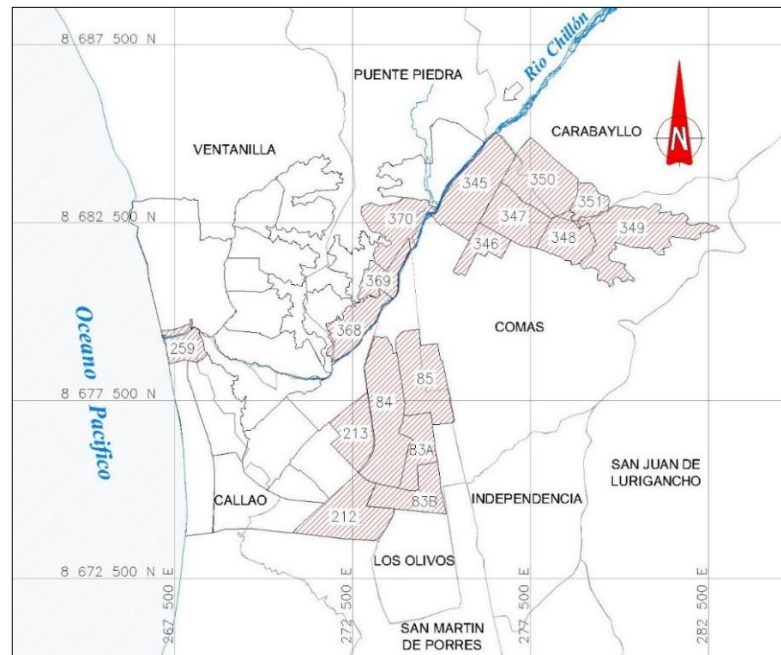 8 687 500 N
Rio Chillón
PUENTE PIEDRA
N
CARABAYLLO
VENTANILLA
345
350
351
370
347
349
8 682 500 N
346
348
369
Oceano
Pacifico
368
COMAS
259
85
8 677 500 N
84
213
83A
SAN JUAN DE
LURIGANCHO
CALLAO
83B
INDEPENDENCIA
212
LOS OLIVOS
8 672 500 N
267 500 E
272 500 E
277 500 E
282 500 E
SAN MARTIN
DE PORRES